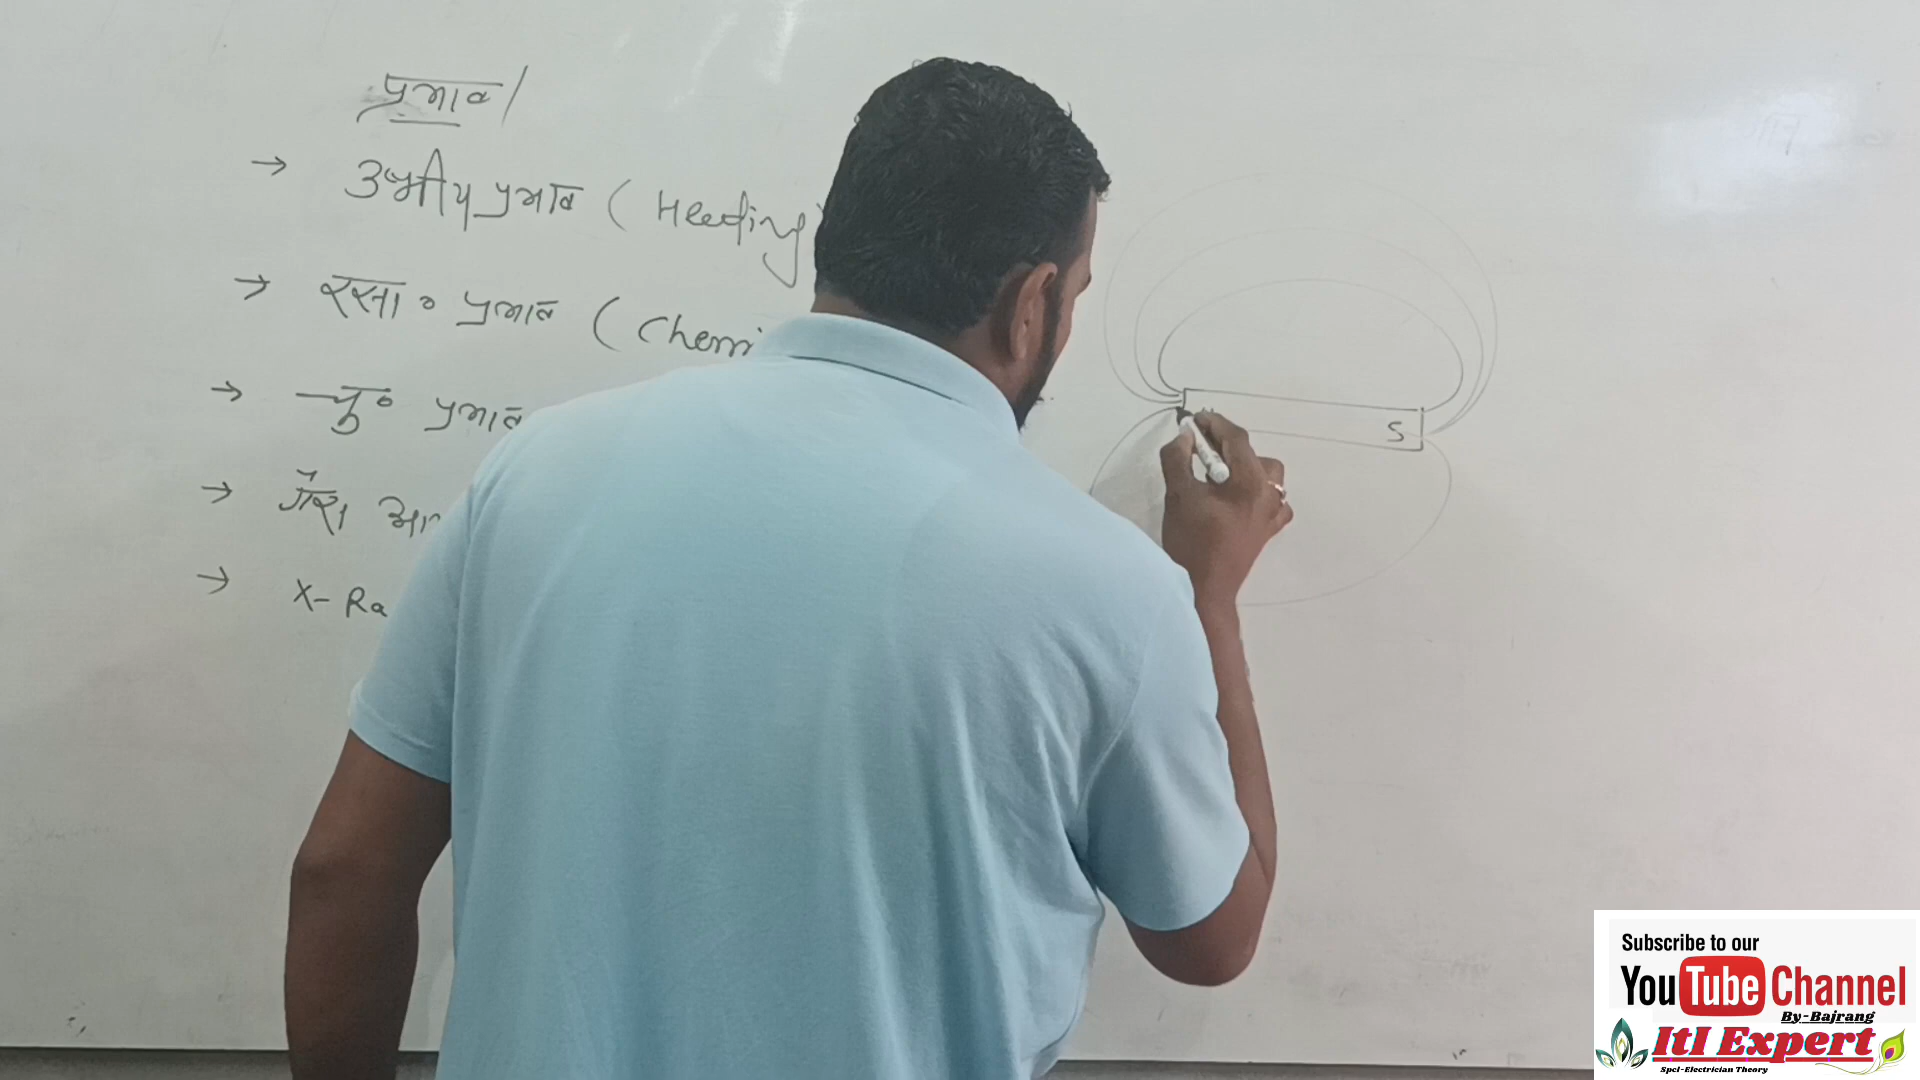 प्रभाव
→ उष्मीय प्रभाव ( Heating
→ रसा० प्रभाव ( Chemi
→ चु० प्रभाव
→ गैस आ
→ X-Ra
S
Subscribe to our
YouTube Channel
By-Bajrang
ItI Expert
Spcl-Electrician Theory